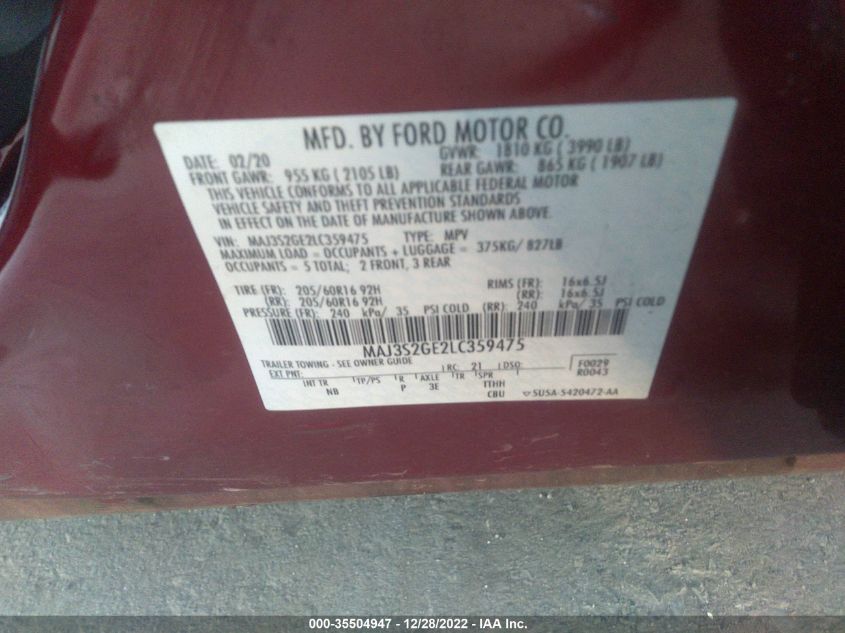 MFD. BY FORD MOTOR CO.
DATE: 02/20 GVWR: 1810 KG ( 3990 LB)
FRONT GAWR: 955 KG ( 2105 LB) REAR GAWR: 865 KG ( 1907 LB)
THIS VEHICLE CONFORMS TO ALL APPLICABLE FEDERAL MOTOR
VEHICLE SAFETY AND THEFT PREVENTION STANDARDS
IN EFFECT ON THE DATE OF MANUFACTURE SHOWN ABOVE.
VIN: MAJ3S2GE2LC359475 TYPE: MPV
MAXIMUM LOAD = OCCUPANTS + LUGGAGE = 375KG/ 827LB
OCCUPANTS = 5 TOTAL; 2 FRONT, 3 REAR
TIRE (FR): 205/60R16 92H RIMS (FR): 16x6.5J
(RR): 205/60R16 92H (RR): 16x6.5J
PRESSURE (FR): 240 kPa/ 35 PSI COLD (RR): 240 kPa/ 35 PSI COLD
MAJ3S2GE2LC359475
TRAILER TOWING - SEE OWNER GUIDE
EXT PNT: RC: 21 DSO: F0029
R0043
INT TR TP/PS R AXLE TR SPR TTHH
NB P 3E CBU
SUSA-5420472-AA
000-35504947 - 12/28/2022 - IAA Inc.